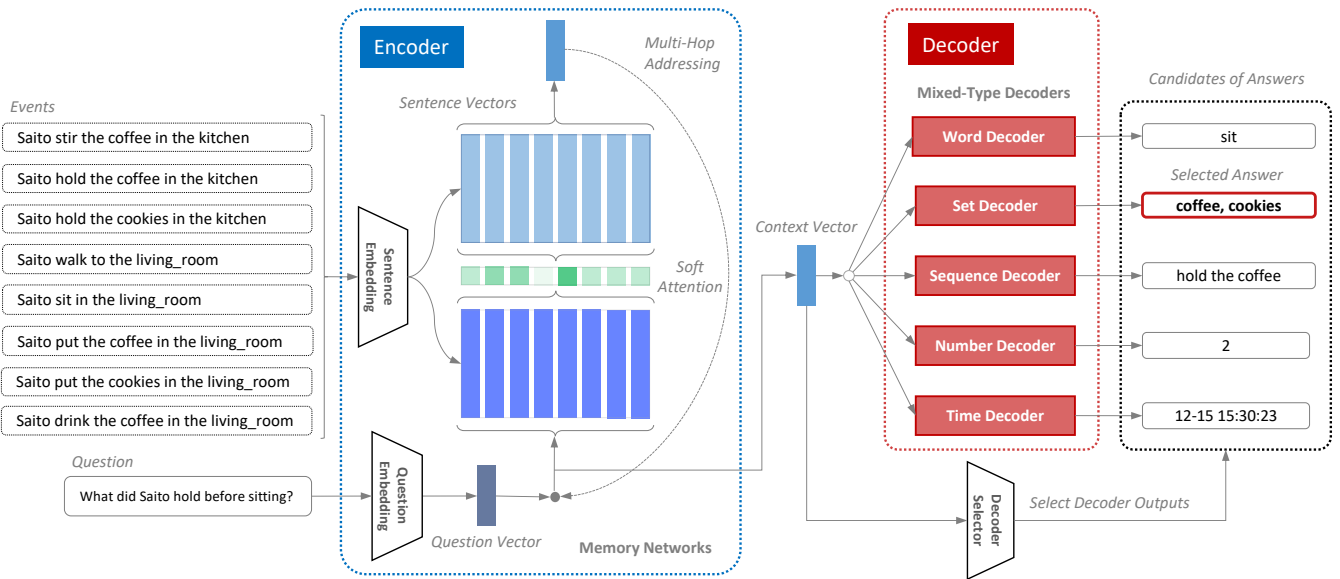 Events
Saito stir the coffee in the kitchen
Saito hold the coffee in the kitchen
Saito hold the cookies in the kitchen
Saito walk to the living_room
Saito sit in the living_room
Saito put the coffee in the living_room
Saito put the cookies in the living_room
Saito drink the coffee in the living_room
Question
What did Saito hold before sitting?
Encoder
Multi-Hop
Addressing
Sentence Vectors
Sentence
Embedding
Soft
Attention
Question
Embedding
Question Vector
Memory Networks
Context Vector
Decoder
Mixed-Type Decoders
Word Decoder
Set Decoder
Sequence Decoder
Number Decoder
Time Decoder
Decoder
Selector
Select Decoder Outputs
Candidates of Answers
sit
Selected Answer
coffee, cookies
hold the coffee
2
12-15 15:30:23